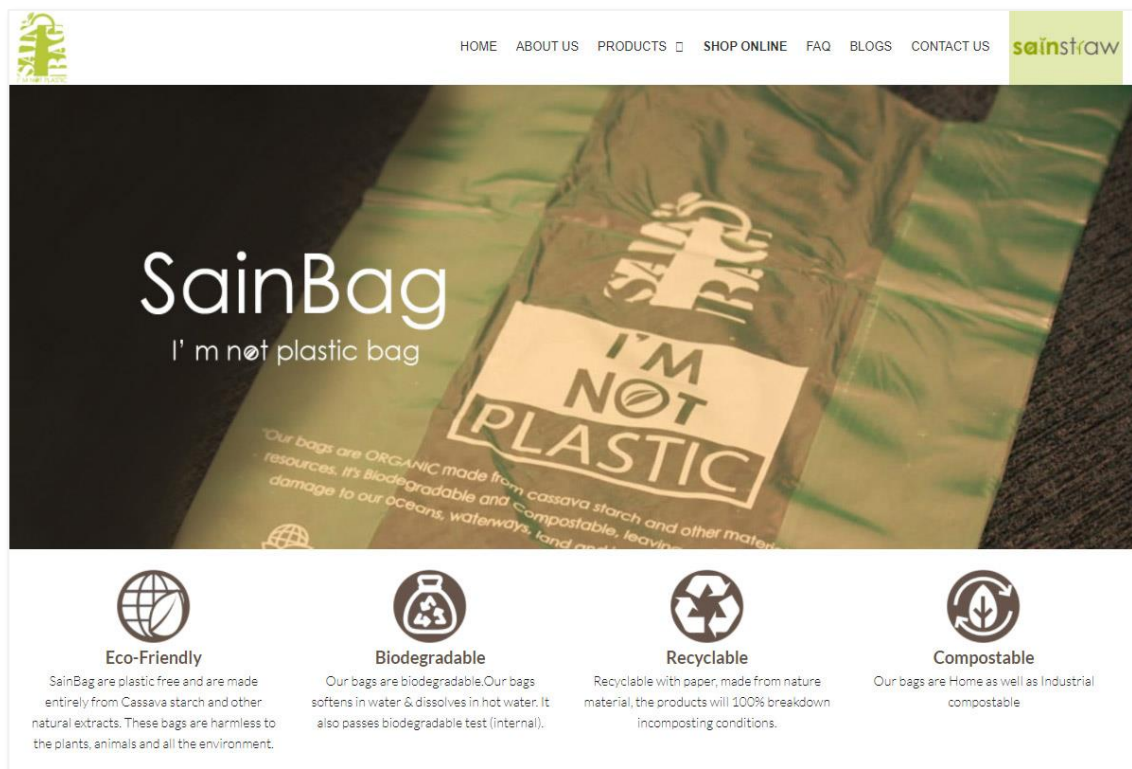 SAIN BAG
I'M NOT PLASTIC
HOME ABOUT US PRODUCTS SHOP ONLINE FAQ BLOGS CONTACT US
sainstraw
SainBag
I' m nøt plastic bag
SAIN BAG
I'M
NOT
PLASTIC
"Our bags are ORGANIC made from cassava starch and other
resources. It's Biodegradable and Compostable, leaving
damage to our oceans, waterways, land and
Eco-Friendly
SainBag are plastic free and are made
entirely from Cassava starch and other
natural extracts. These bags are harmless to
the plants, animals and all the environment.
Biodegradable
Our bags are biodegradable.Our bags
softens in water & dissolves in hot water. It
also passes biodegradable test (internal).
Recyclable
Recyclable with paper, made from nature
material, the products will 100% breakdown
incomposting conditions.
Compostable
Our bags are Home as well as Industrial
compostable